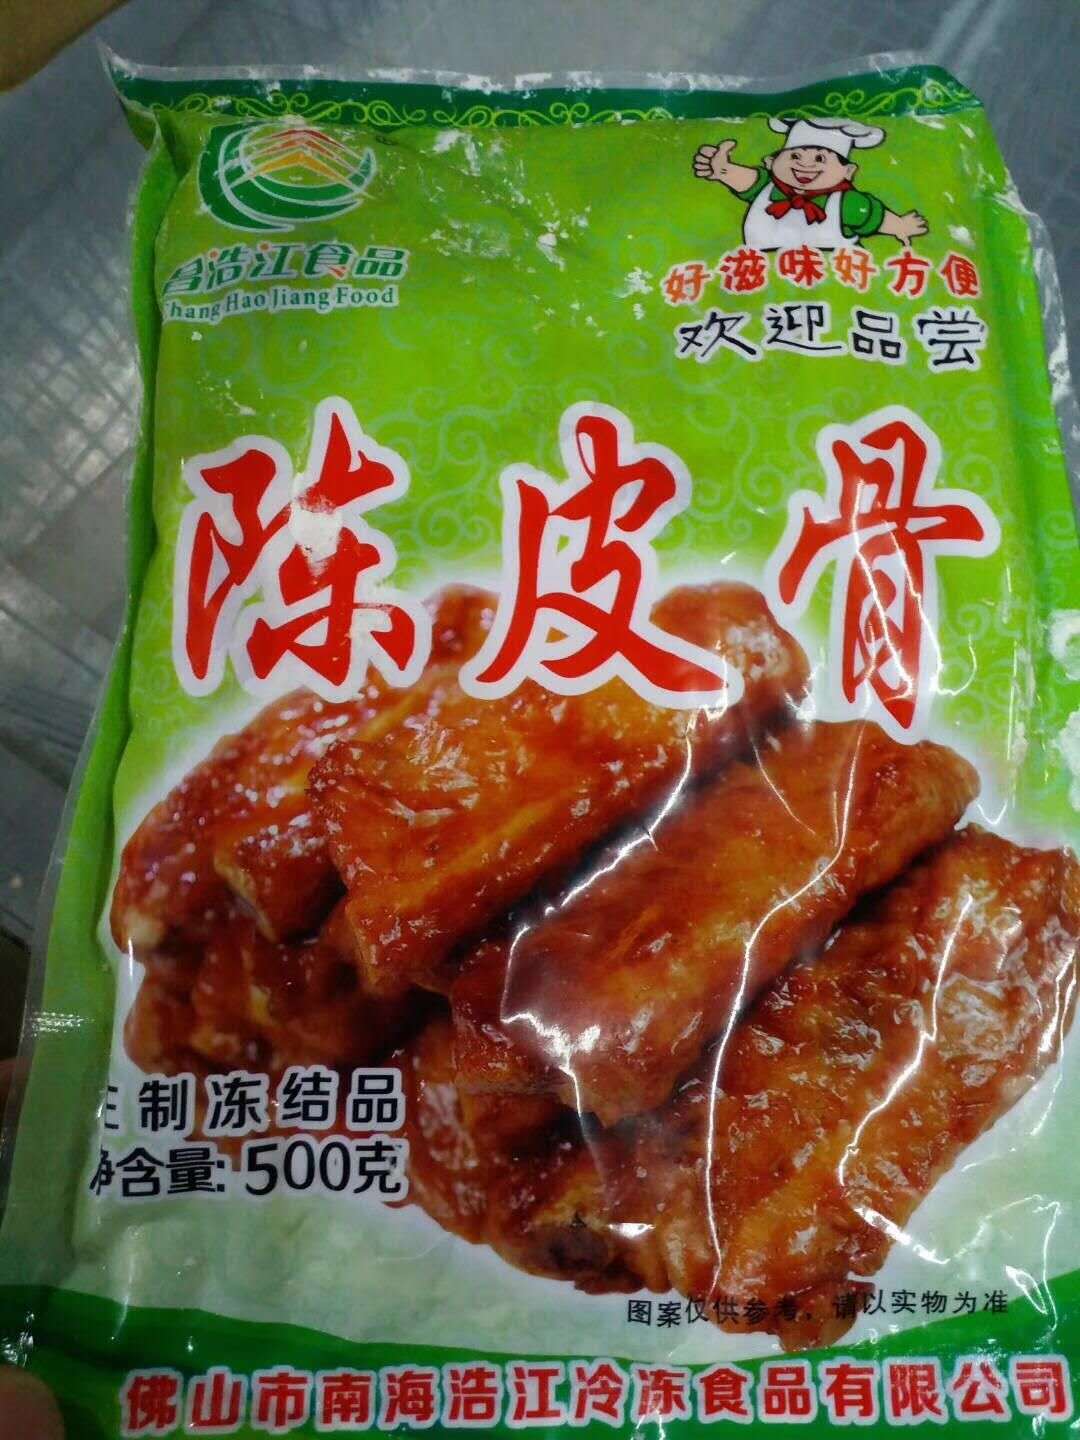 昌浩江食品
Chang Hao Jiang Food
好滋味好方便
欢迎品尝
陈皮骨
生制冻结品
净含量:500克
图案仅供参考,请以实物为准
佛山市南海浩江冷冻食品有限公司